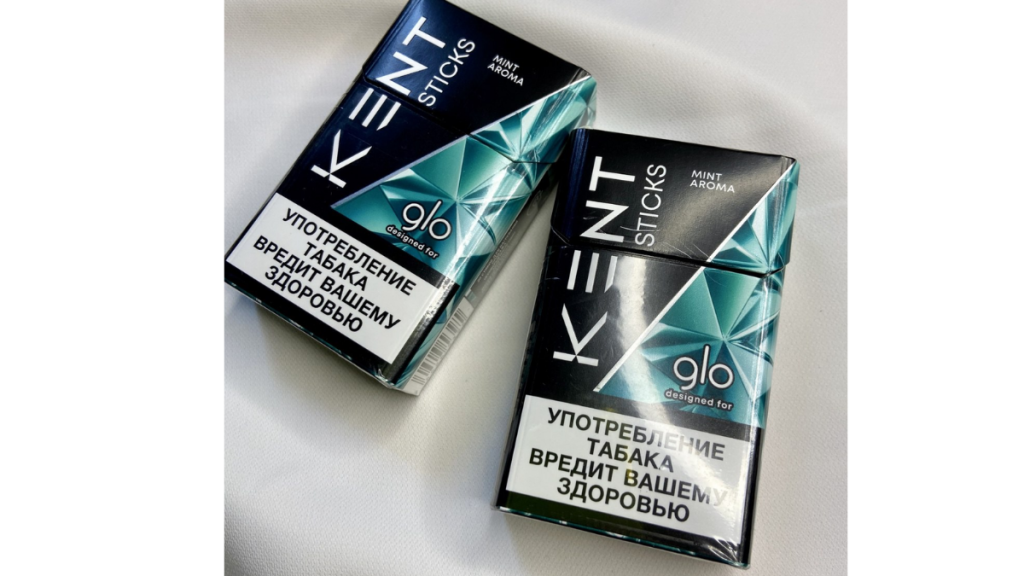 KENT
STICKS
MINT
AROMA
glo
designed for
УПОТРЕБЛЕНИЕ
ТАБАКА
ВРЕДИТ ВАШЕМУ
ЗДОРОВЬЮ
KENT
STICKS
MINT
AROMA
glo
designed for
УПОТРЕБЛЕНИЕ
ТАБАКА
ВРЕДИТ ВАШЕМУ
ЗДОРОВЬЮ